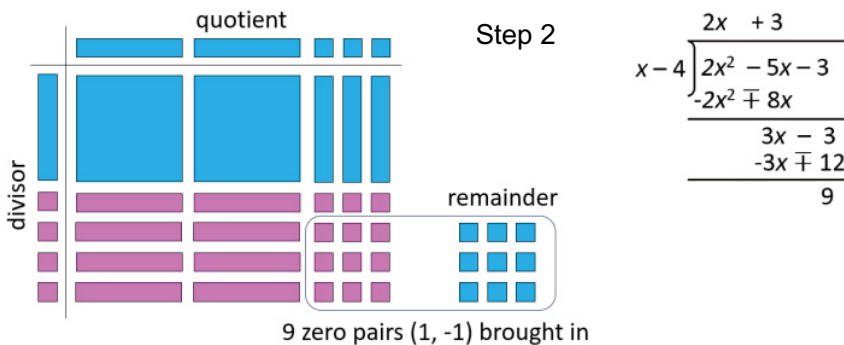 quotient
Step 2
divisor
remainder
9 zero pairs (1, -1) brought in
2x + 3
x – 4 2x² – 5x – 3
-2x² ∓ 8x
3x – 3
-3x ∓ 12
9